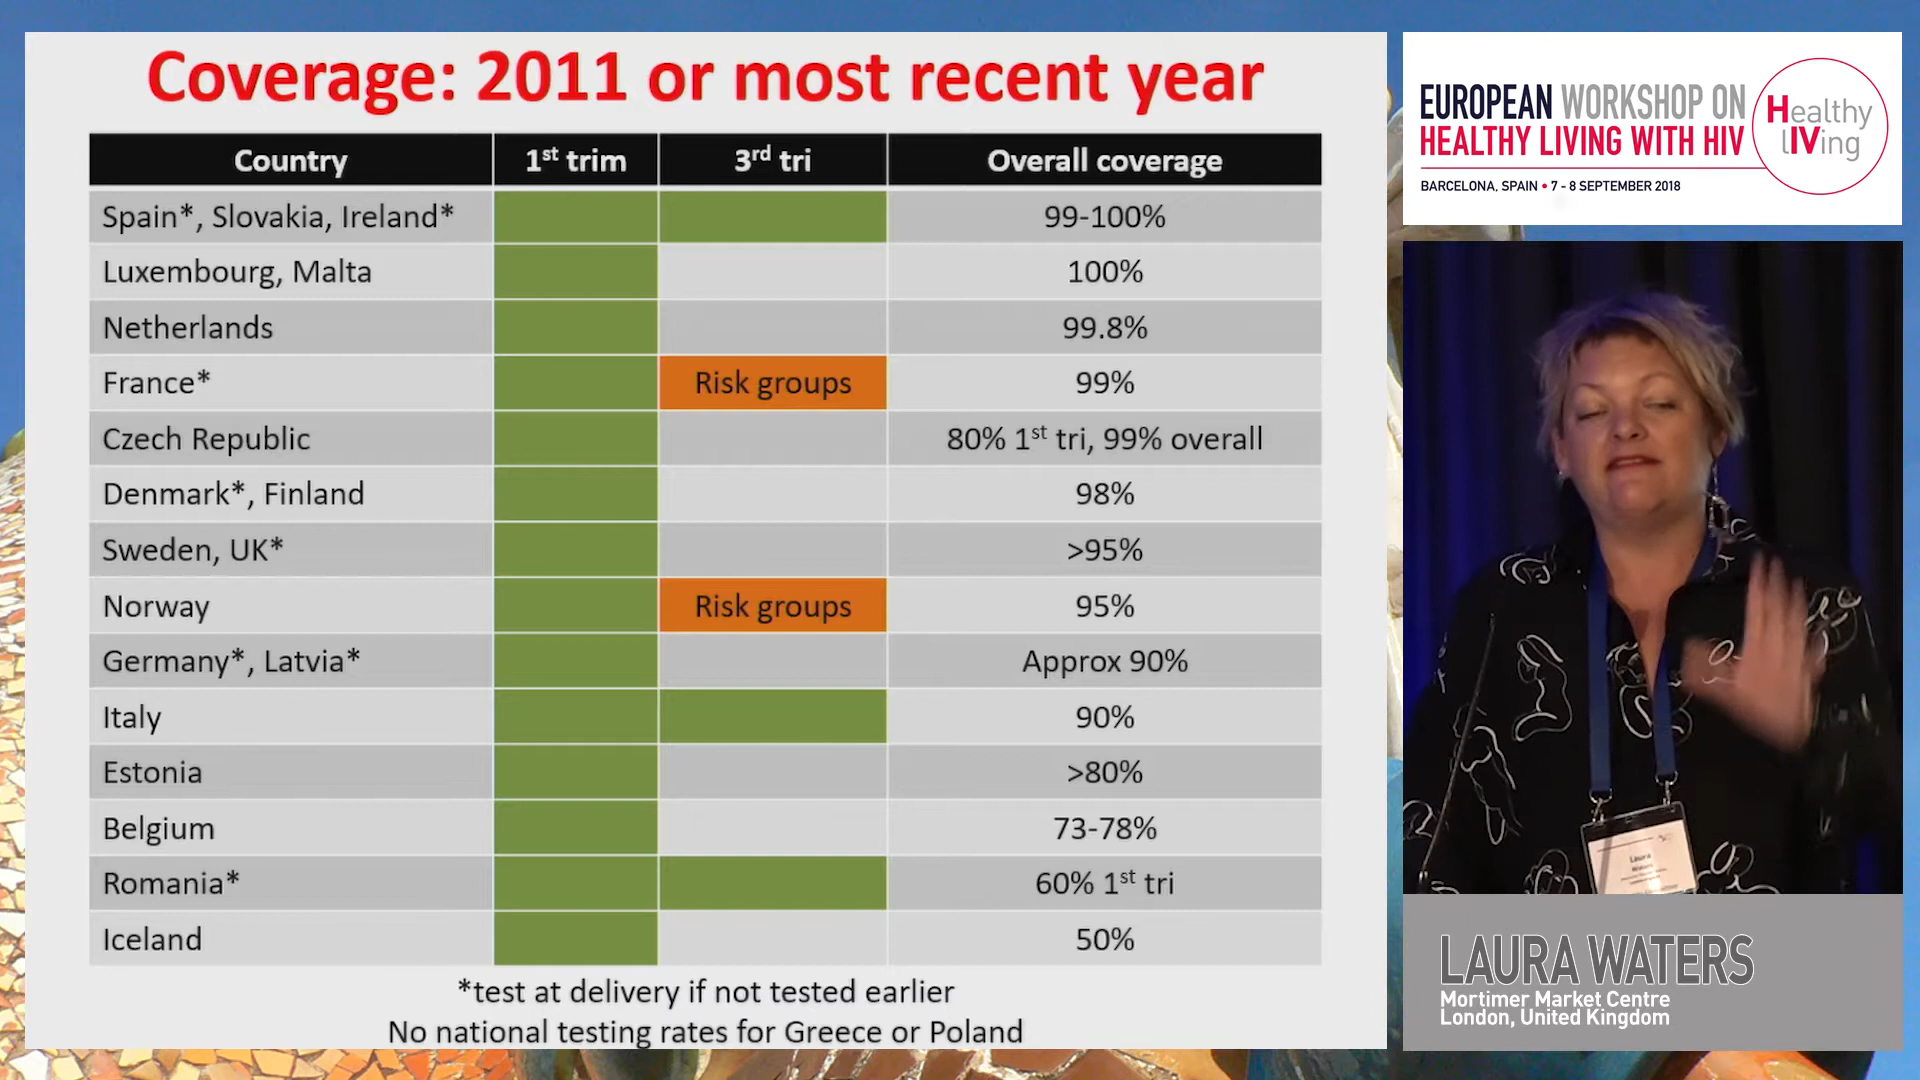 Coverage: 2011 or most recent year
Country 1st trim 3rd tri Overall coverage
Spain*, Slovakia, Ireland* 99-100%
Luxembourg, Malta 100%
Netherlands 99.8%
France* Risk groups 99%
Czech Republic 80% 1st tri, 99% overall
Denmark*, Finland 98%
Sweden, UK* >95%
Norway Risk groups 95%
Germany*, Latvia* Approx 90%
Italy 90%
Estonia >80%
Belgium 73-78%
Romania* 60% 1st tri
Iceland 50%
*test at delivery if not tested earlier
No national testing rates for Greece or Poland
EUROPEAN WORKSHOP ON
HEALTHY LIVING WITH HIV
BARCELONA, SPAIN • 7 - 8 SEPTEMBER 2018
Healthy
lIVing
Laura
LAURA WATERS
Mortimer Market Centre
London, United Kingdom